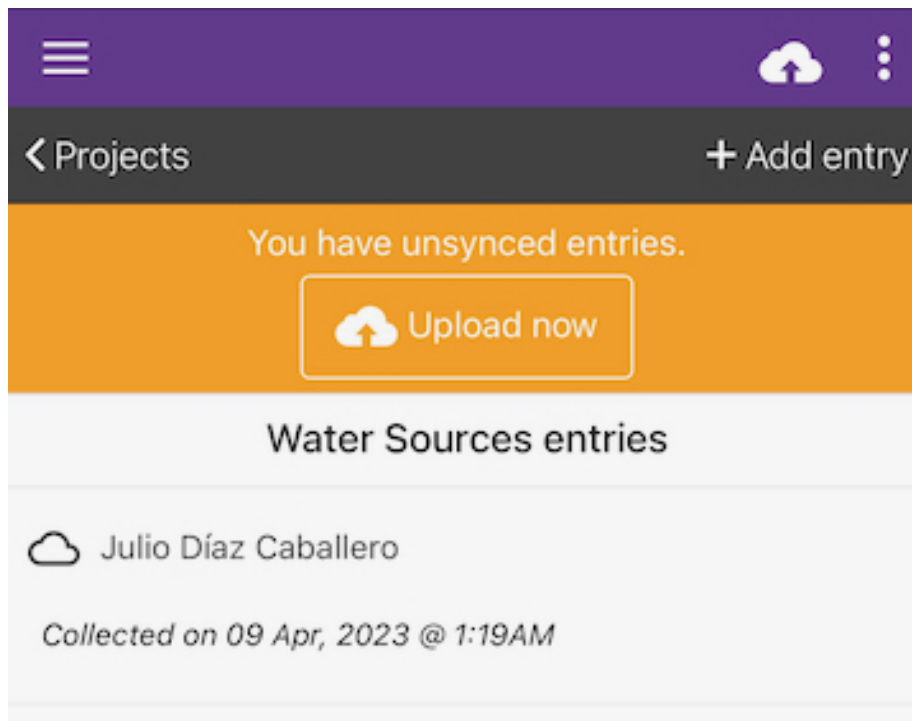 Projects
+ Add entry
You have unsynced entries.
Upload now
Water Sources entries
Julio Díaz Caballero
Collected on 09 Apr, 2023 @ 1:19AM